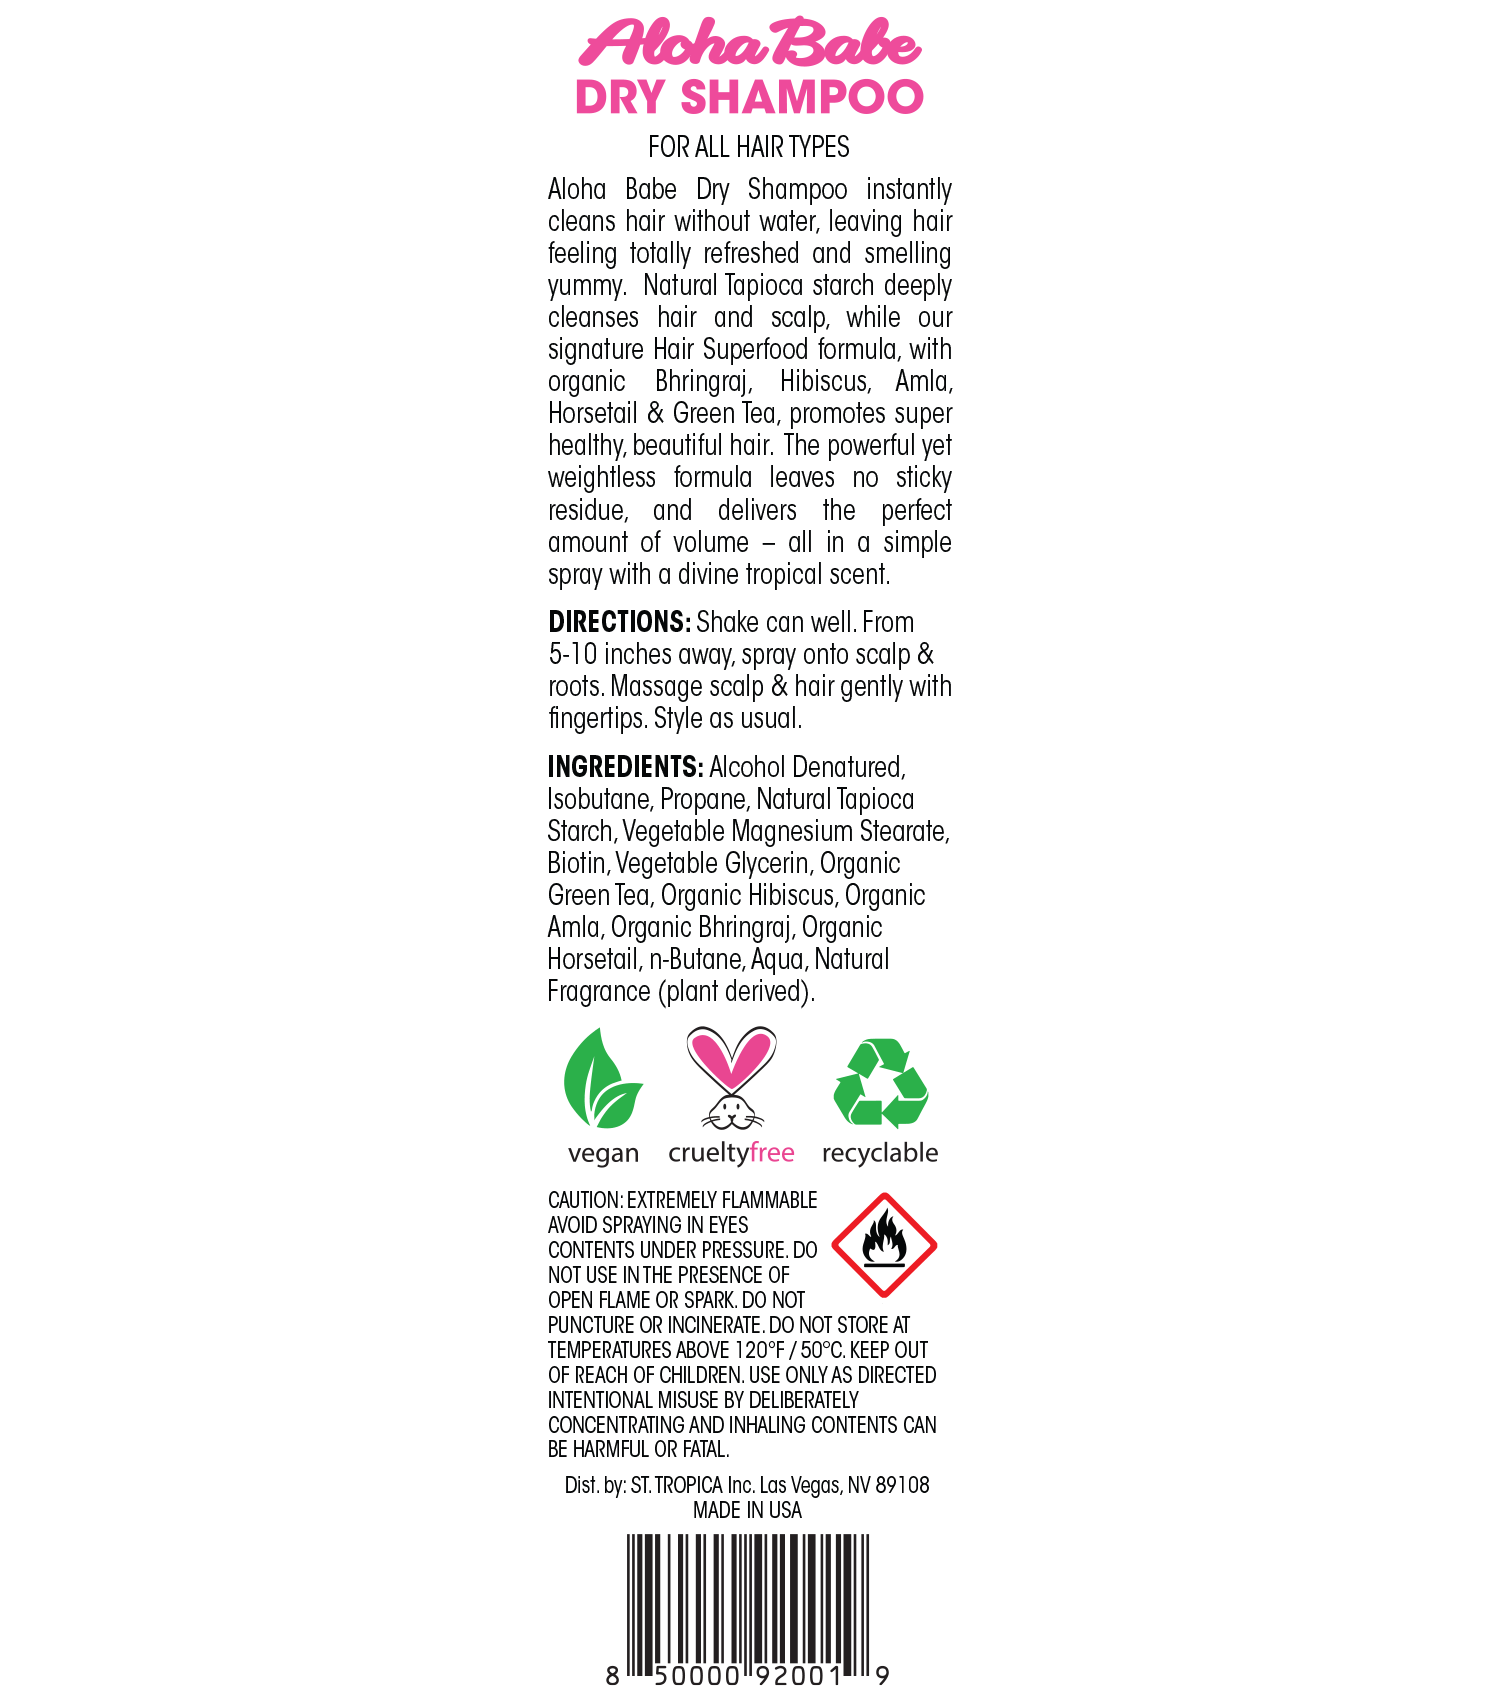 Aloha Babe
DRY SHAMPOO
FOR ALL HAIR TYPES
Aloha Babe Dry Shampoo instantly
cleans hair without water, leaving hair
feeling totally refreshed and smelling
yummy. Natural Tapioca starch deeply
cleanses hair and scalp, while our
signature Hair Superfood formula, with
organic Bhringraj, Hibiscus, Amla,
Horsetail & Green Tea, promotes super
healthy, beautiful hair. The powerful yet
weightless formula leaves no sticky
residue, and delivers the perfect
amount of volume – all in a simple
spray with a divine tropical scent.
DIRECTIONS: Shake can well. From
5-10 inches away, spray onto scalp &
roots. Massage scalp & hair gently with
fingertips. Style as usual.
INGREDIENTS: Alcohol Denatured,
Isobutane, Propane, Natural Tapioca
Starch, Vegetable Magnesium Stearate,
Biotin, Vegetable Glycerin, Organic
Green Tea, Organic Hibiscus, Organic
Amla, Organic Bhringraj, Organic
Horsetail, n-Butane, Aqua, Natural
Fragrance (plant derived).
vegan crueltyfree recyclable
CAUTION: EXTREMELY FLAMMABLE
AVOID SPRAYING IN EYES
CONTENTS UNDER PRESSURE. DO
NOT USE IN THE PRESENCE OF
OPEN FLAME OR SPARK. DO NOT
PUNCTURE OR INCINERATE. DO NOT STORE AT
TEMPERATURES ABOVE 120°F / 50°C. KEEP OUT
OF REACH OF CHILDREN. USE ONLY AS DIRECTED
INTENTIONAL MISUSE BY DELIBERATELY
CONCENTRATING AND INHALING CONTENTS CAN
BE HARMFUL OR FATAL.
Dist. by: ST. TROPICA Inc. Las Vegas, NV 89108
MADE IN USA
8 50000 92001 9